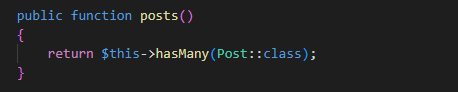 public function posts()
{
    return $this->hasMany(Post::class);
}